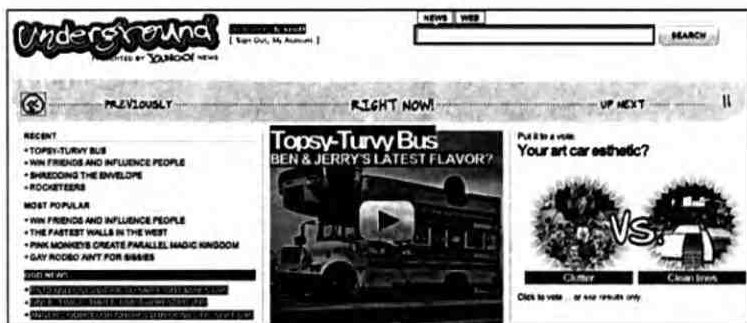 NEWS WEB
Underground
[ Sign Out, My Account ]
SEARCH
PRESENTED BY YAHOO! NEWS
PREVIOUSLY RIGHT NOW! UP NEXT
RECENT
• TOPSY-TURVY BUS
• WIN FRIENDS AND INFLUENCE PEOPLE
• SHREDDING THE ENVELOPE
• ROCKETEERS
MOST POPULAR
• WIN FRIENDS AND INFLUENCE PEOPLE
• THE FASTEST WALLS IN THE WEST
• PINK MONKEYS CREATE PARALLEL MAGIC KINGDOM
• GAY RODEO AIN'T FOR SISSIES
ODD NEWS
Topsy-Turvy Bus
BEN & JERRY'S LATEST FLAVOR?
Put it to a vote:
Your art car esthetic?
VS.
Clutter Clean lines
Click to vote ... or see results only.